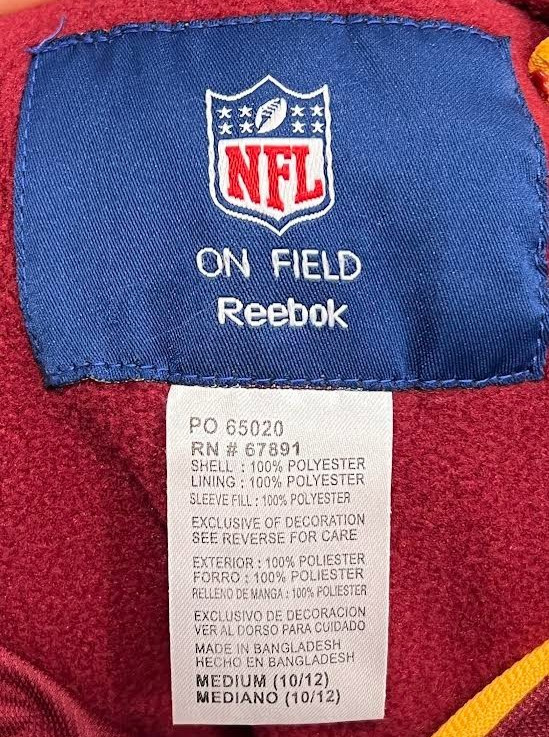 NFL
ON FIELD
Reebok
PO 65020
RN # 67891
SHELL : 100% POLYESTER
LINING : 100% POLYESTER
SLEEVE FILL : 100% POLYESTER
EXCLUSIVE OF DECORATION
SEE REVERSE FOR CARE
EXTERIOR : 100% POLIESTER
FORRO : 100% POLIESTER
RELLENO DE MANGA : 100% POLIESTER
EXCLUSIVO DE DECORACION
VER AL DORSO PARA CUIDADO
MADE IN BANGLADESH
HECHO EN BANGLADESH
MEDIUM (10/12)
MEDIANO (10/12)